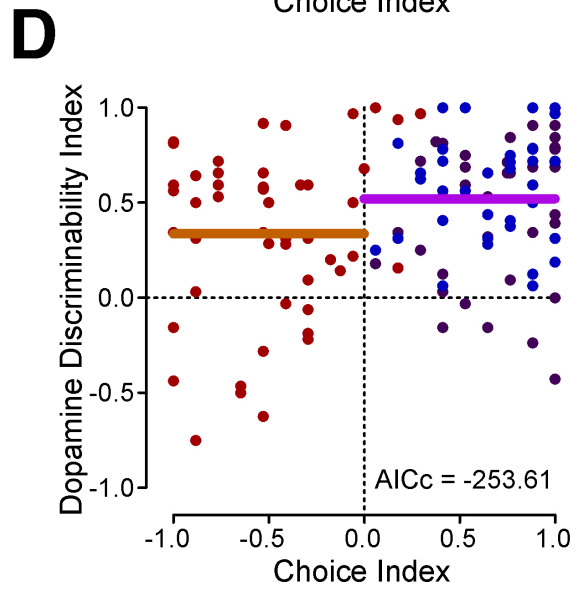 Choice Index
D
Dopamine Discriminability Index
1.0
0.5
0.0
-0.5
-1.0
AICc = -253.61
-1.0 -0.5 0.0 0.5 1.0
Choice Index